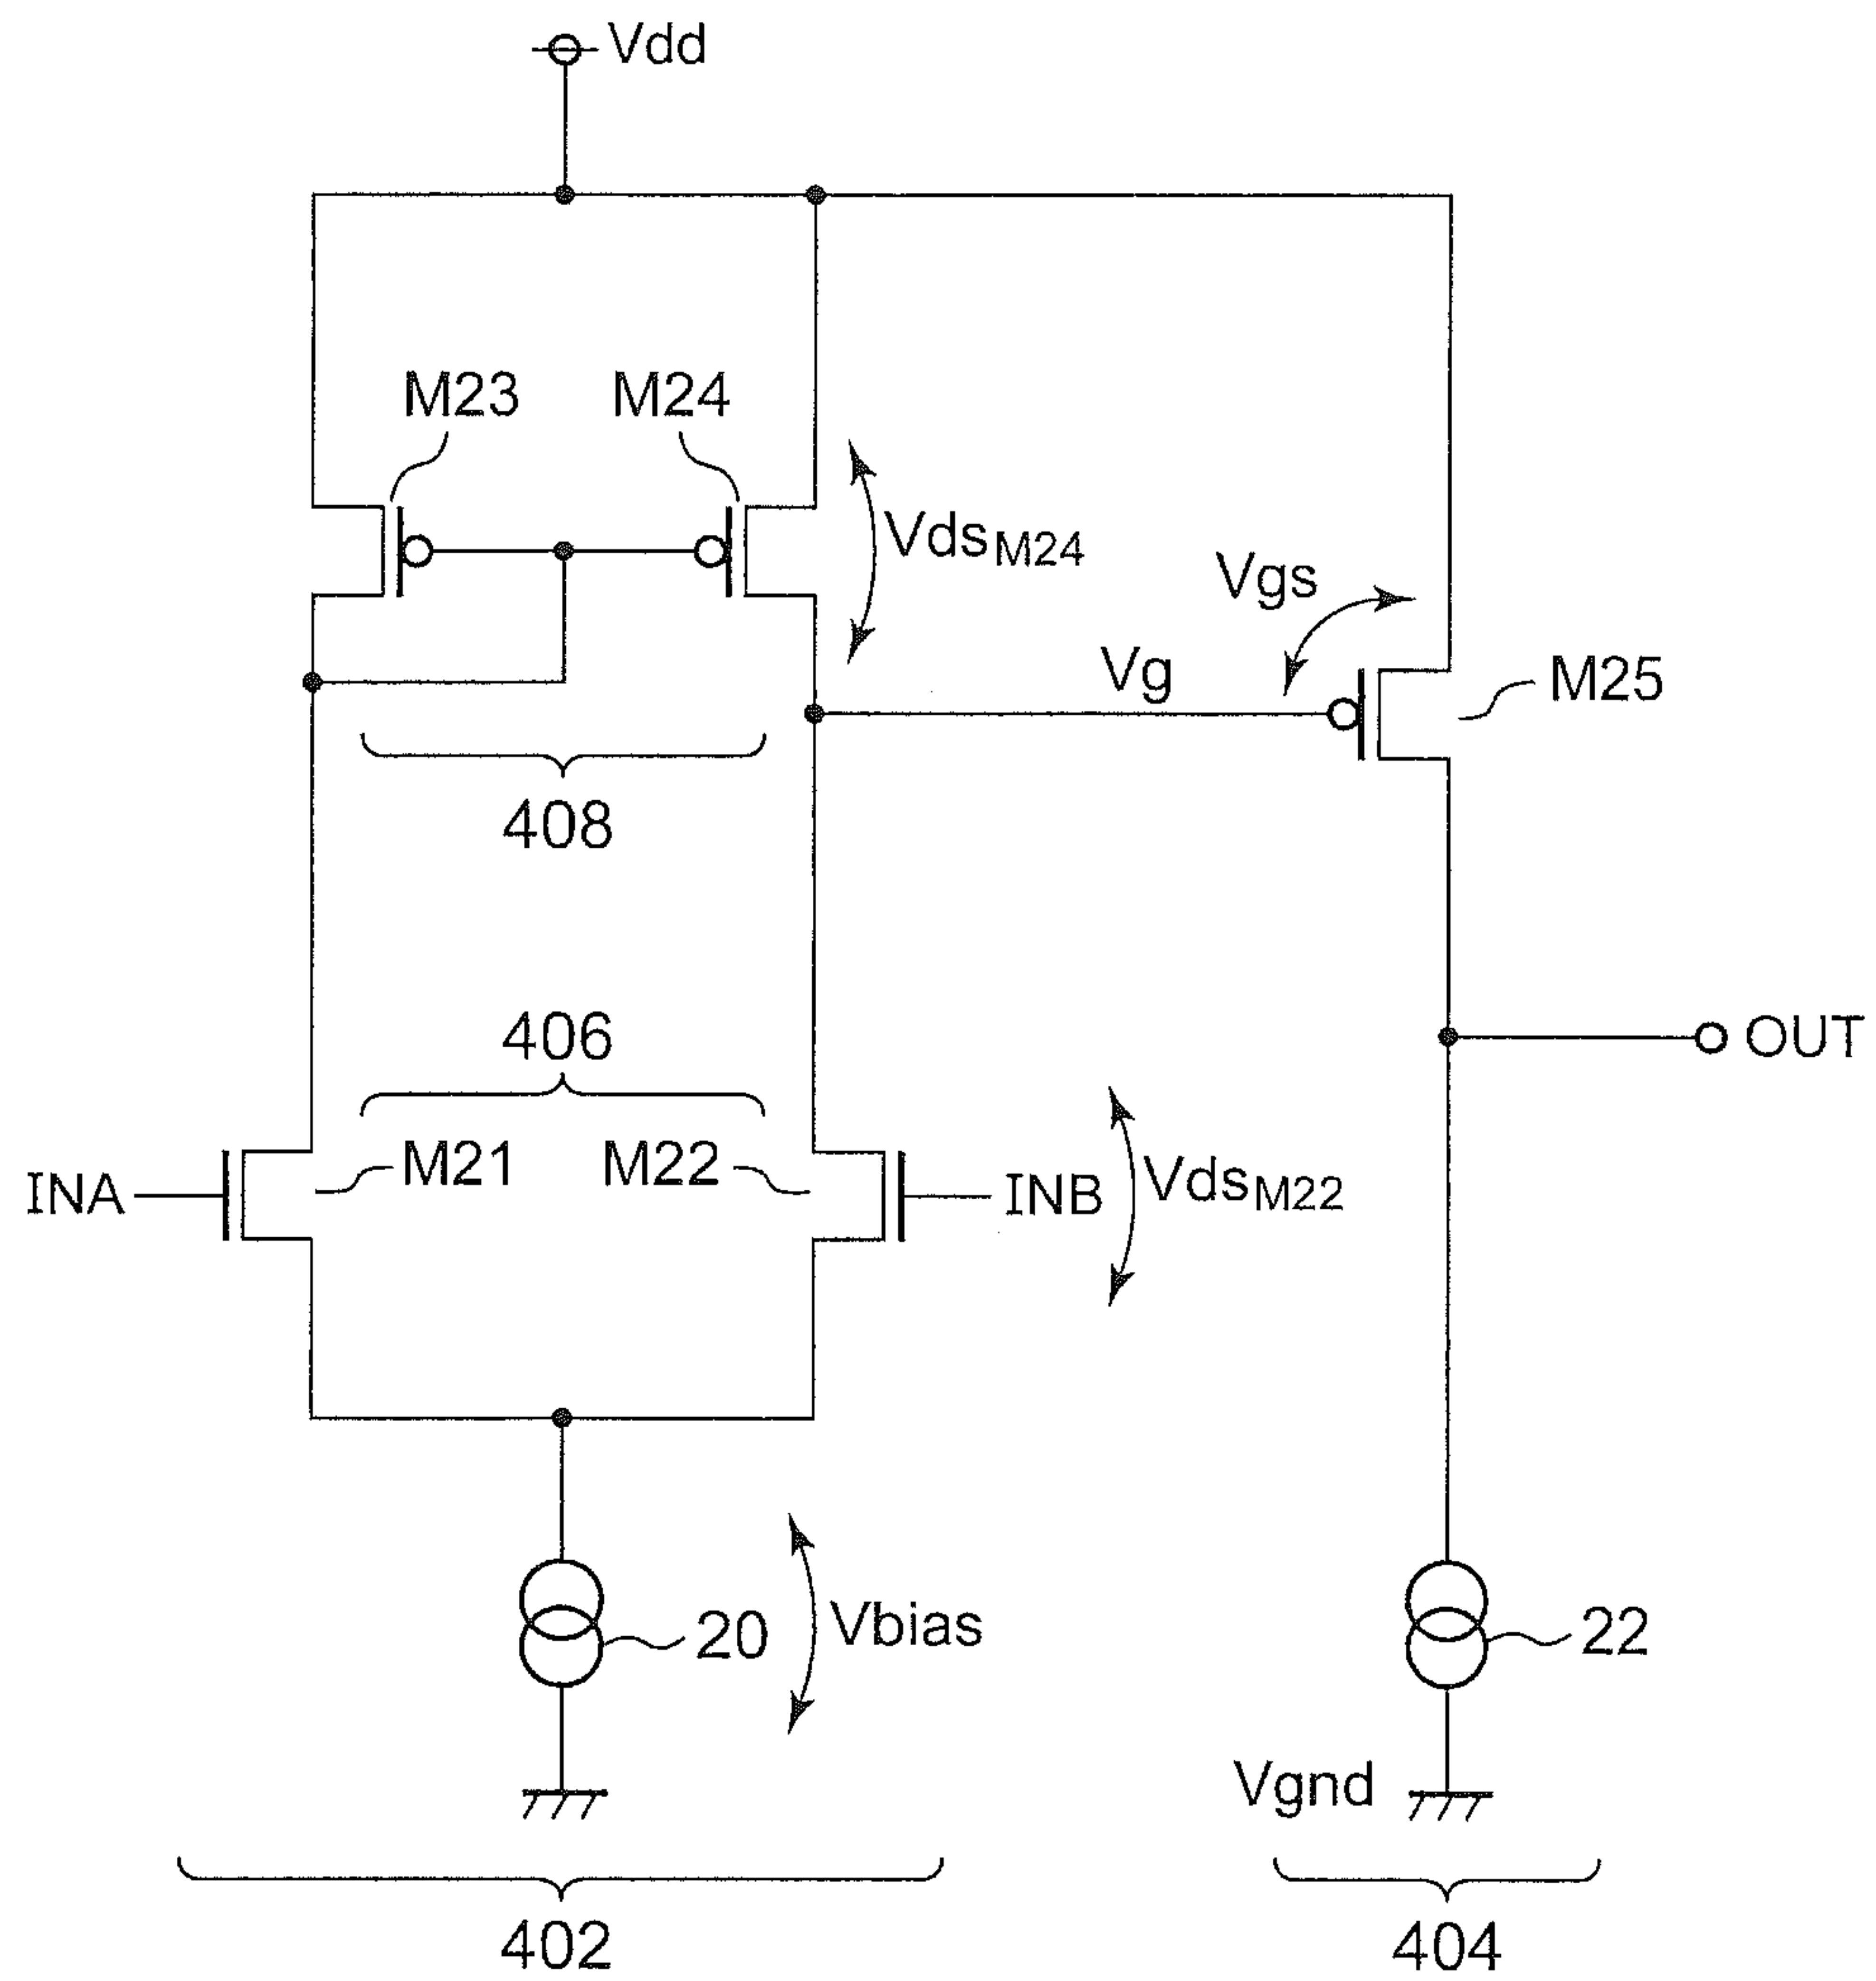 Vdd
M23
M24
VdsM24
Vgs
Vg
M25
408
406
OUT
M21
M22
INA
INB
VdsM22
20
Vbias
22
Vgnd
402
404